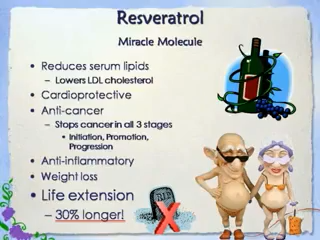 Resveratrol
Miracle Molecule
• Reduces serum lipids
– Lowers LDL cholesterol
• Cardioprotective
• Anti-cancer
– Stops cancer in all 3 stages
• Initiation, Promotion,
Progression
• Anti-inflammatory
• Weight loss
• Life extension
– 30% longer!
RIP